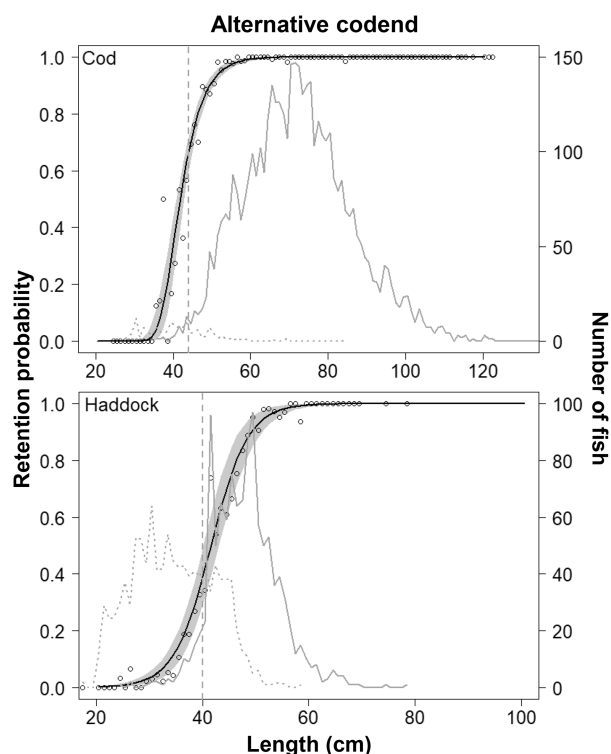 Alternative codend
Cod
1.0
0.8
0.6
0.4
0.2
0.0
150
100
50
0
20 40 60 80 100 120
Haddock
1.0
0.8
0.6
0.4
0.2
0.0
100
80
60
40
20
0
20 40 60 80 100
Retention probability
Number of fish
Length (cm)